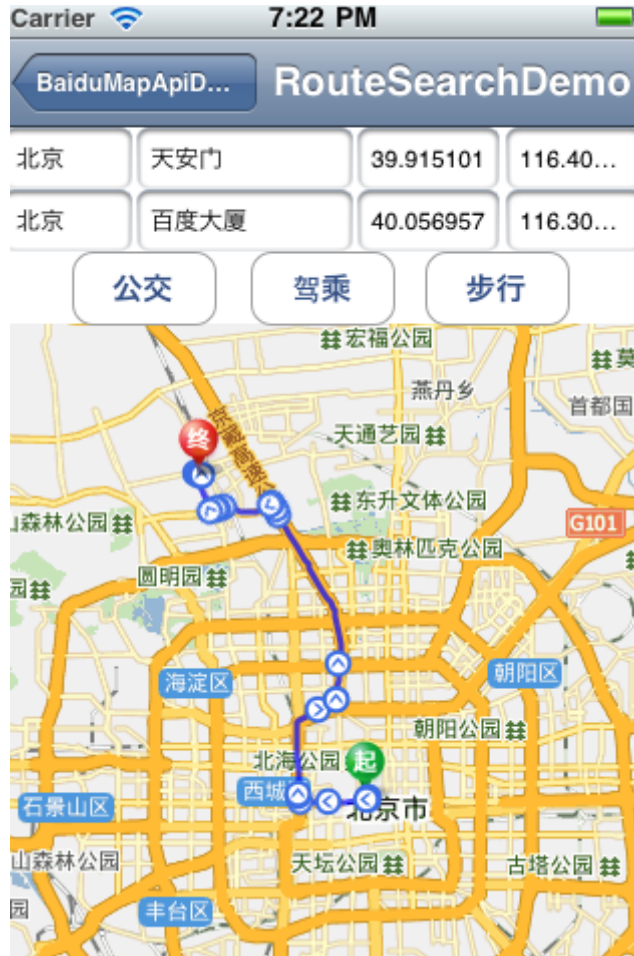 Carrier 7:22 PM
BaiduMapApiD... RouteSearchDemo
北京 天安门 39.915101 116.40...
北京 百度大厦 40.056957 116.30...
公交 驾乘 步行
宏福公园
莫
燕丹乡
首都国
京藏高速公
终
天通艺园
东升文体公园
山森林公园
G101
奥林匹克公园
园
圆明园
海淀区
朝阳区
朝阳公园
北海公园
起
西城
石景山区
北京市
山森林公园
天坛公园
古塔公园
园
丰台区